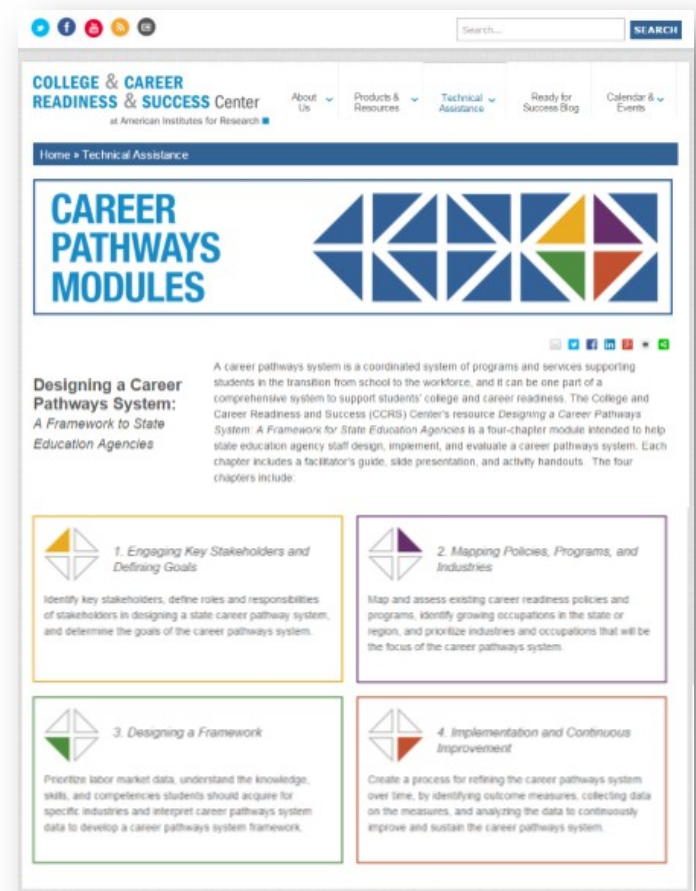 Search...
SEARCH
COLLEGE & CAREER
READINESS & SUCCESS Center
at American Institutes for Research
About
Us
Products &
Resources
Technical
Assistance
Ready for
Success Blog
Calendar &
Events
Home » Technical Assistance
CAREER
PATHWAYS
MODULES
Designing a Career
Pathways System:
A Framework to State
Education Agencies
A career pathways system is a coordinated system of programs and services supporting
students in the transition from school to the workforce, and it can be one part of a
comprehensive system to support students' college and career readiness. The College and
Career Readiness and Success (CCRS) Center's resource Designing a Career Pathways
System: A Framework for State Education Agencies is a four-chapter module intended to help
state education agency staff design, implement, and evaluate a career pathways system. Each
chapter includes a facilitator's guide, slide presentation, and activity handouts. The four
chapters include:
1. Engaging Key Stakeholders and
Defining Goals
Identify key stakeholders, define roles and responsibilities
of stakeholders in designing a state career pathway system,
and determine the goals of the career pathways system.
2. Mapping Policies, Programs, and
Industries
Map and assess existing career readiness policies and
programs, identify growing occupations in the state or
region, and prioritize industries and occupations that will be
the focus of the career pathways system.
3. Designing a Framework
Prioritize labor market data, understand the knowledge,
skills, and competencies students should acquire for
specific industries and interpret career pathways system
data to develop a career pathways system framework.
4. Implementation and Continuous
Improvement
Create a process for refining the career pathways system
over time, by identifying outcome measures, collecting data
on the measures, and analyzing the data to continuously
improve and sustain the career pathways system.